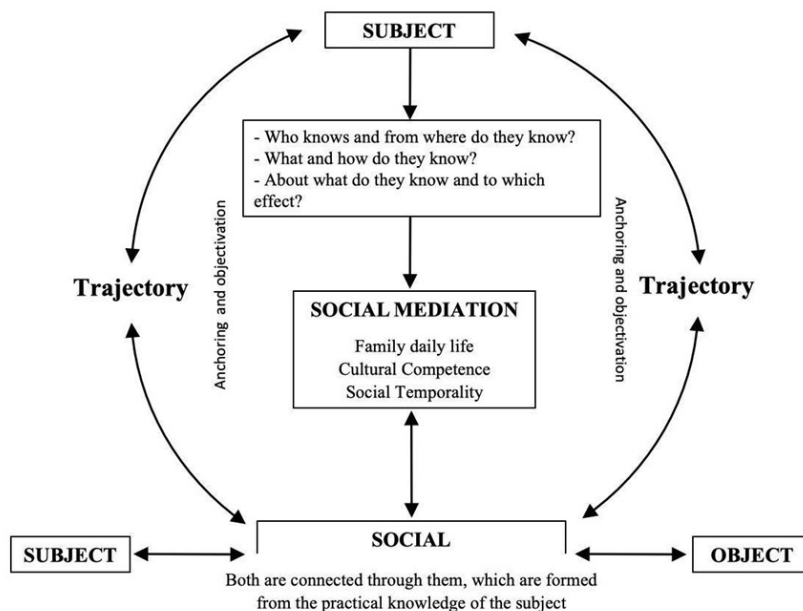 SUBJECT
- Who knows and from where do they know?
- What and how do they know?
- About what do they know and to which
effect?
Anchoring and objectivation
Anchoring and objectivation
Trajectory
Trajectory
SOCIAL MEDIATION
Family daily life
Cultural Competence
Social Temporality
SUBJECT
SOCIAL
OBJECT
Both are connected through them, which are formed
from the practical knowledge of the subject